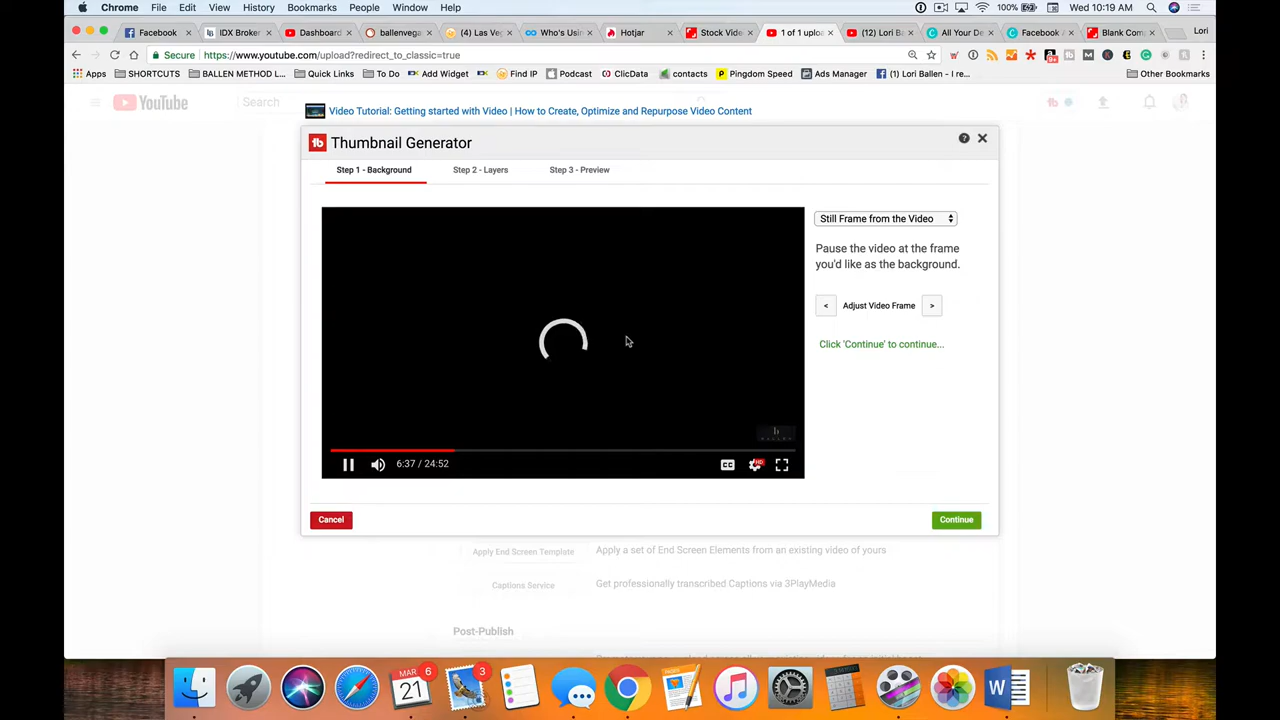 Chrome File Edit View History Bookmarks People Window Help 100% Wed 10:19 AM
Facebook IDX Broker Dashboard ballenvega (4) Las Ve Who's Usin Hotjar Stock Vide 1 of 1 uploa (12) Lori Ba All Your De Facebook Blank Com Lori
Secure https://www.youtube.com/upload?redirect_to_classic=true
Apps SHORTCUTS BALLEN METHOD L Quick Links To Do Add Widget Find IP Podcast ClicData contacts Pingdom Speed Ads Manager (1) Lori Ballen - I re... Other Bookmarks
YouTube Search
Video Tutorial: Getting started with Video | How to Create, Optimize and Repurpose Video Content
tb Thumbnail Generator
Step 1 - Background Step 2 - Layers Step 3 - Preview
Still Frame from the Video
Pause the video at the frame
you'd like as the background.
< Adjust Video Frame >
Click 'Continue' to continue...
6:37 / 24:52 CC HD
Cancel Continue
Apply End Screen Template Apply a set of End Screen Elements from an existing video of yours
Captions Service Get professionally transcribed Captions via 3PlayMedia
Post-Publish
MAR 6 3
21
W